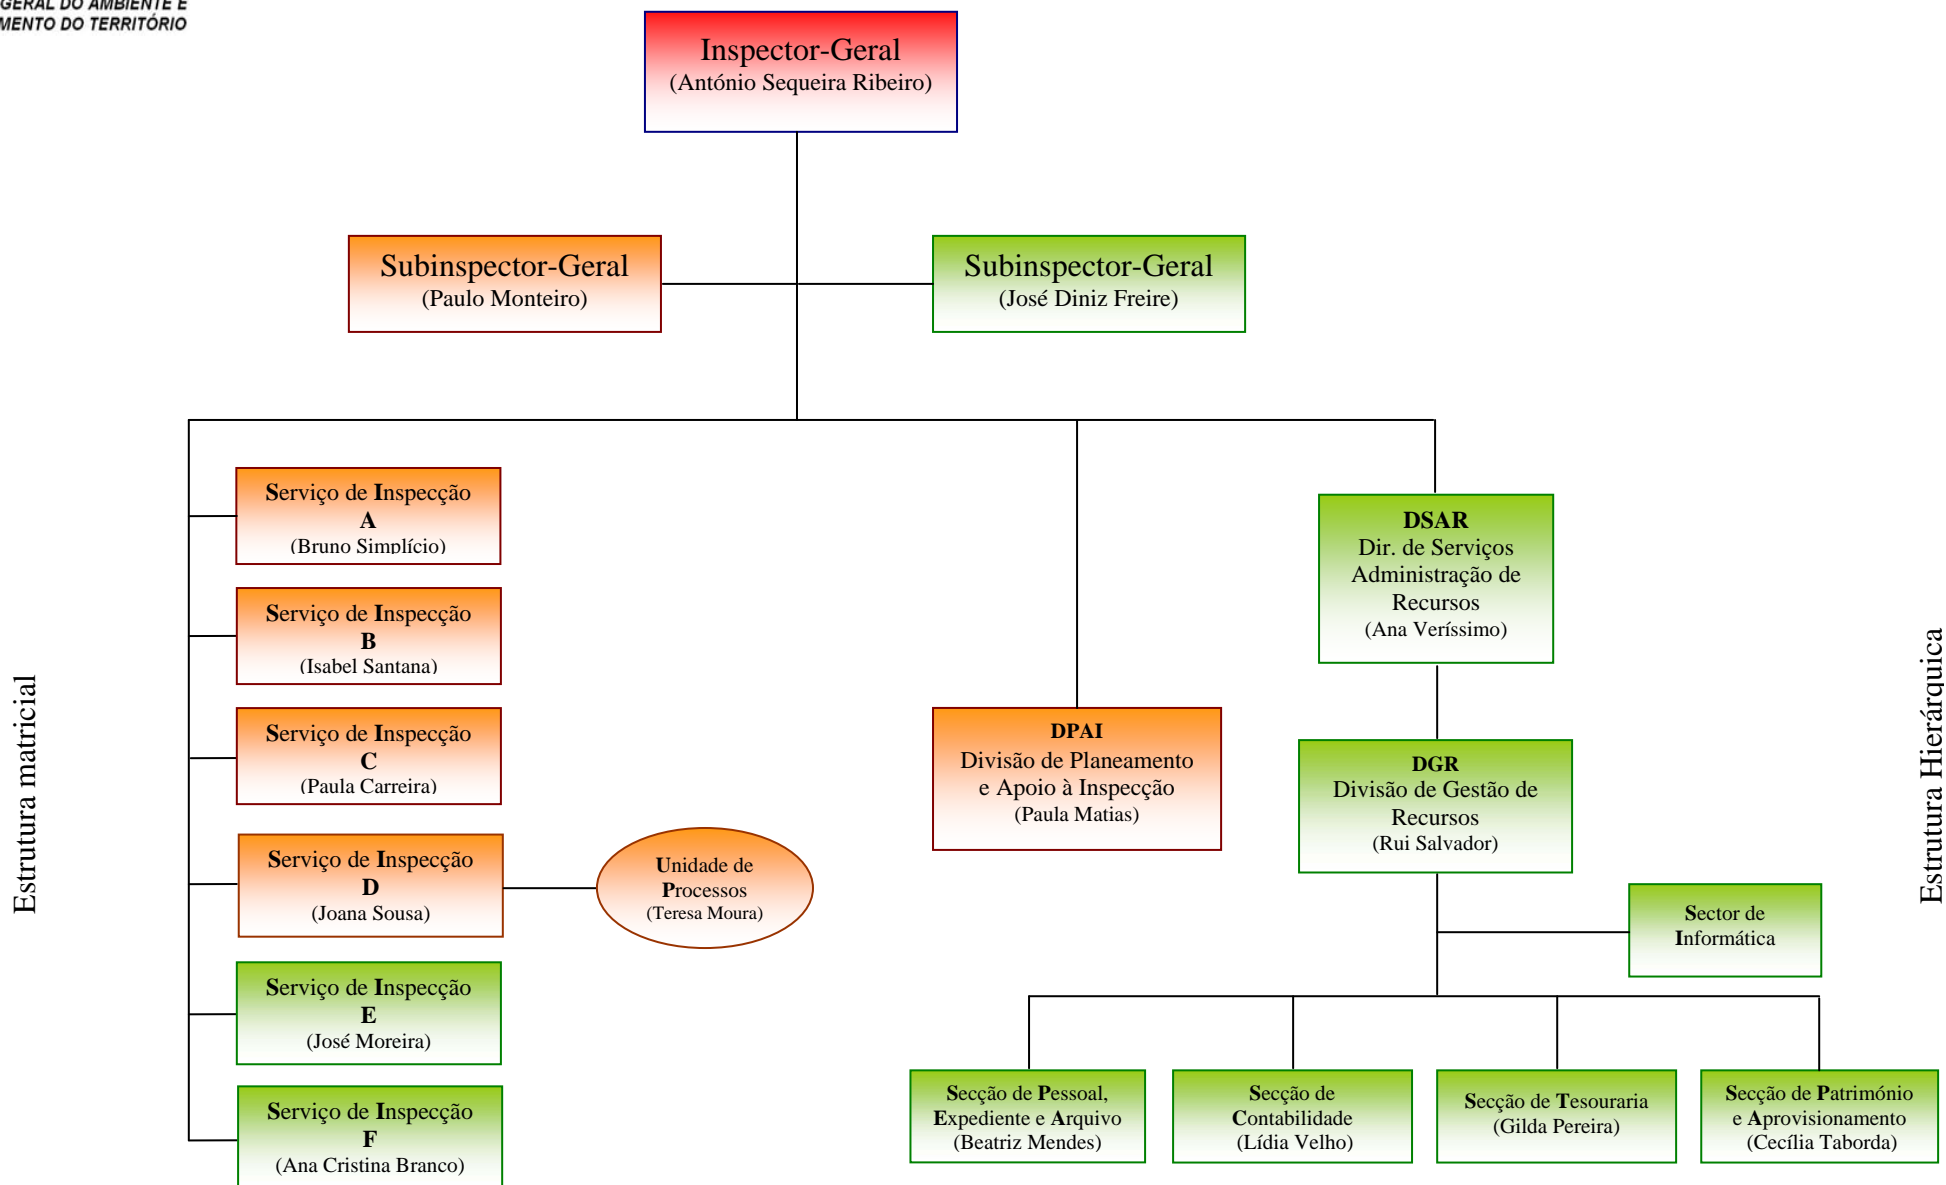 GERAL DO AMBIENTE E
MENTO DO TERRITÓRIO
Inspector-Geral
(António Sequeira Ribeiro)
Subinspector-Geral
(Paulo Monteiro)
Subinspector-Geral
(José Diniz Freire)
Estrutura matricial
Serviço de Inspecção
A
(Bruno Simplício)
Serviço de Inspecção
B
(Isabel Santana)
Serviço de Inspecção
C
(Paula Carreira)
Serviço de Inspecção
D
(Joana Sousa)
Unidade de
Processos
(Teresa Moura)
Serviço de Inspecção
E
(José Moreira)
Serviço de Inspecção
F
(Ana Cristina Branco)
DPAI
Divisão de Planeamento
e Apoio à Inspecção
(Paula Matias)
DSAR
Dir. de Serviços
Administração de
Recursos
(Ana Veríssimo)
DGR
Divisão de Gestão de
Recursos
(Rui Salvador)
Sector de
Informática
Secção de Pessoal,
Expediente e Arquivo
(Beatriz Mendes)
Secção de
Contabilidade
(Lídia Velho)
Secção de Tesouraria
(Gilda Pereira)
Secção de Património
e Aprovisionamento
(Cecília Taborda)
Estrutura Hierárquica